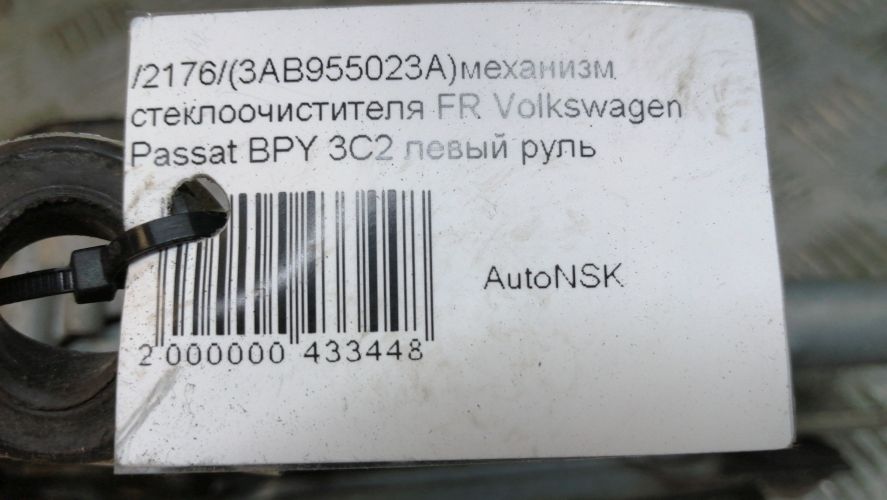 /2176/(3AB955023A)механизм
стеклоочистителя FR Volkswagen
Passat BPY 3C2 левый руль
AutoNSK
2 000000 433448